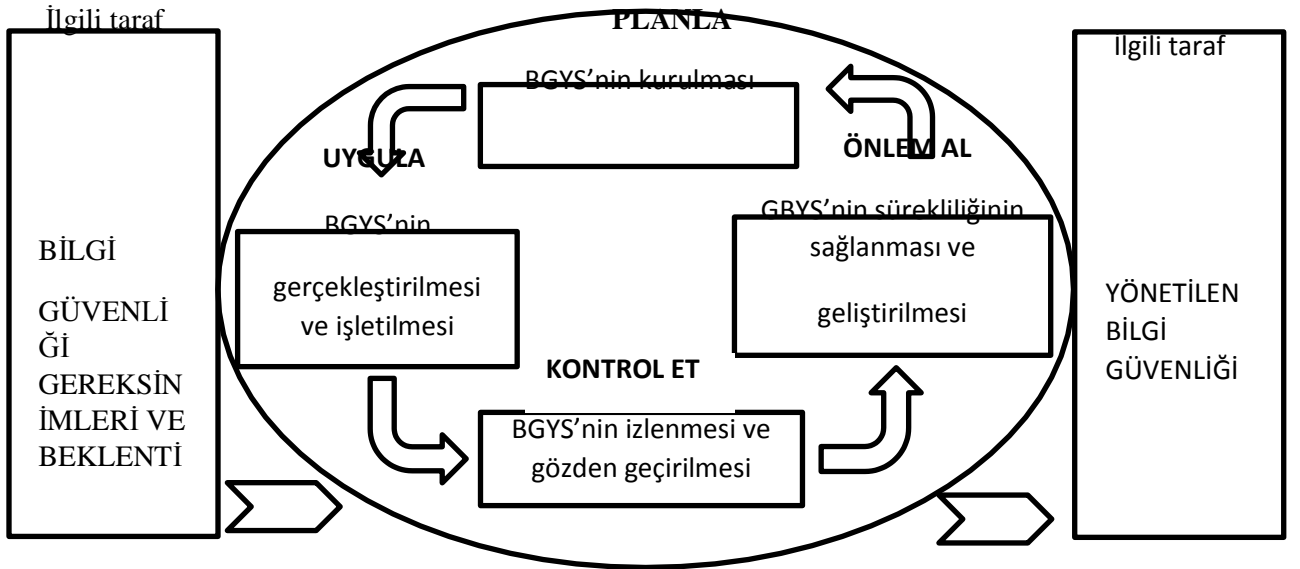 İlgili taraf
BİLGİ
GÜVENLİ
Ğİ
GEREKSİN
İMLERİ VE
BEKLENTİ
PLANLA
BGYS’nin kurulması
UYGULA
BGYS’nin
gerçekleştirilmesi
ve işletilmesi
KONTROL ET
BGYS’nin izlenmesi ve
gözden geçirilmesi
ÖNLEM AL
GBYS’nin sürekliliğinin
sağlanması ve
geliştirilmesi
İlgili taraf
YÖNETİLEN
BİLGİ
GÜVENLİĞİ